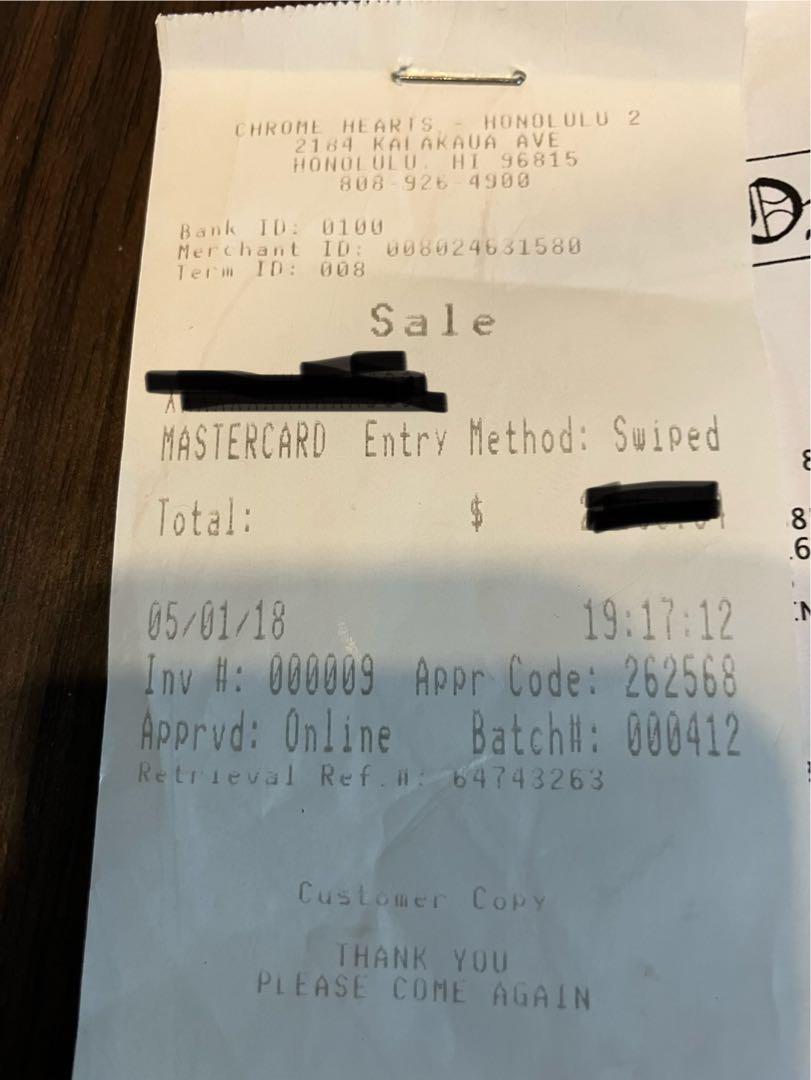 CHROME HEARTS - HONOLULU 2
2184 KALAKAUA AVE
HONOLULU. HI 96815
808-926-4900
Bank ID: 0100
Merchant ID: 008024631580
Term ID: 008
Sale
A
MASTERCARD Entry Method: Swiped
Total: $
05/01/18 19:17:12
Inv #: 000009 Appr Code: 262568
Apprvd: Online Batch#: 000412
Retrieval Ref.#: 64743263
Customer Copy
THANK YOU
PLEASE COME AGAIN